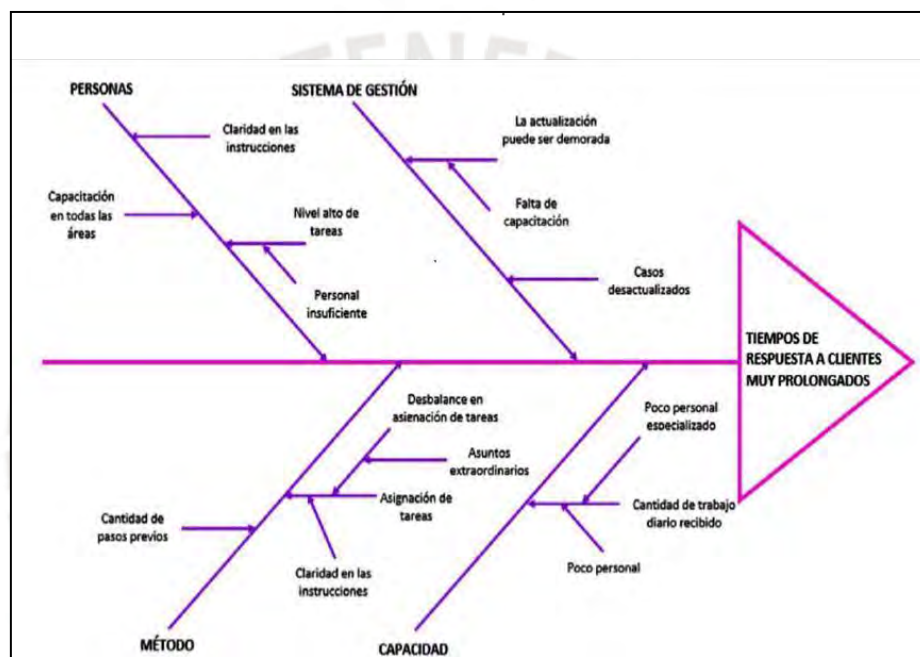 TENEB
PERSONAS
SISTEMA DE GESTIÓN
Claridad en las
instrucciones
La actualización
puede ser demorada
Capacitación
en todas las
áreas
Nivel alto de
tareas
Falta de
capacitación
Personal
insuficiente
Casos
desactualizados
TIEMPOS DE
RESPUESTA A CLIENTES
MUY PROLONGADOS
Desbalance en
asienación de tareas
Poco personal
esoecializado
Asuntos
extraordinarios
Asignación de
tareas
Cantidad de trabajo
diario recibido
Cantidad de
pasos previos
Claridad en las
instrucciones
Poco personal
MÉTODO
CAPACIDAD